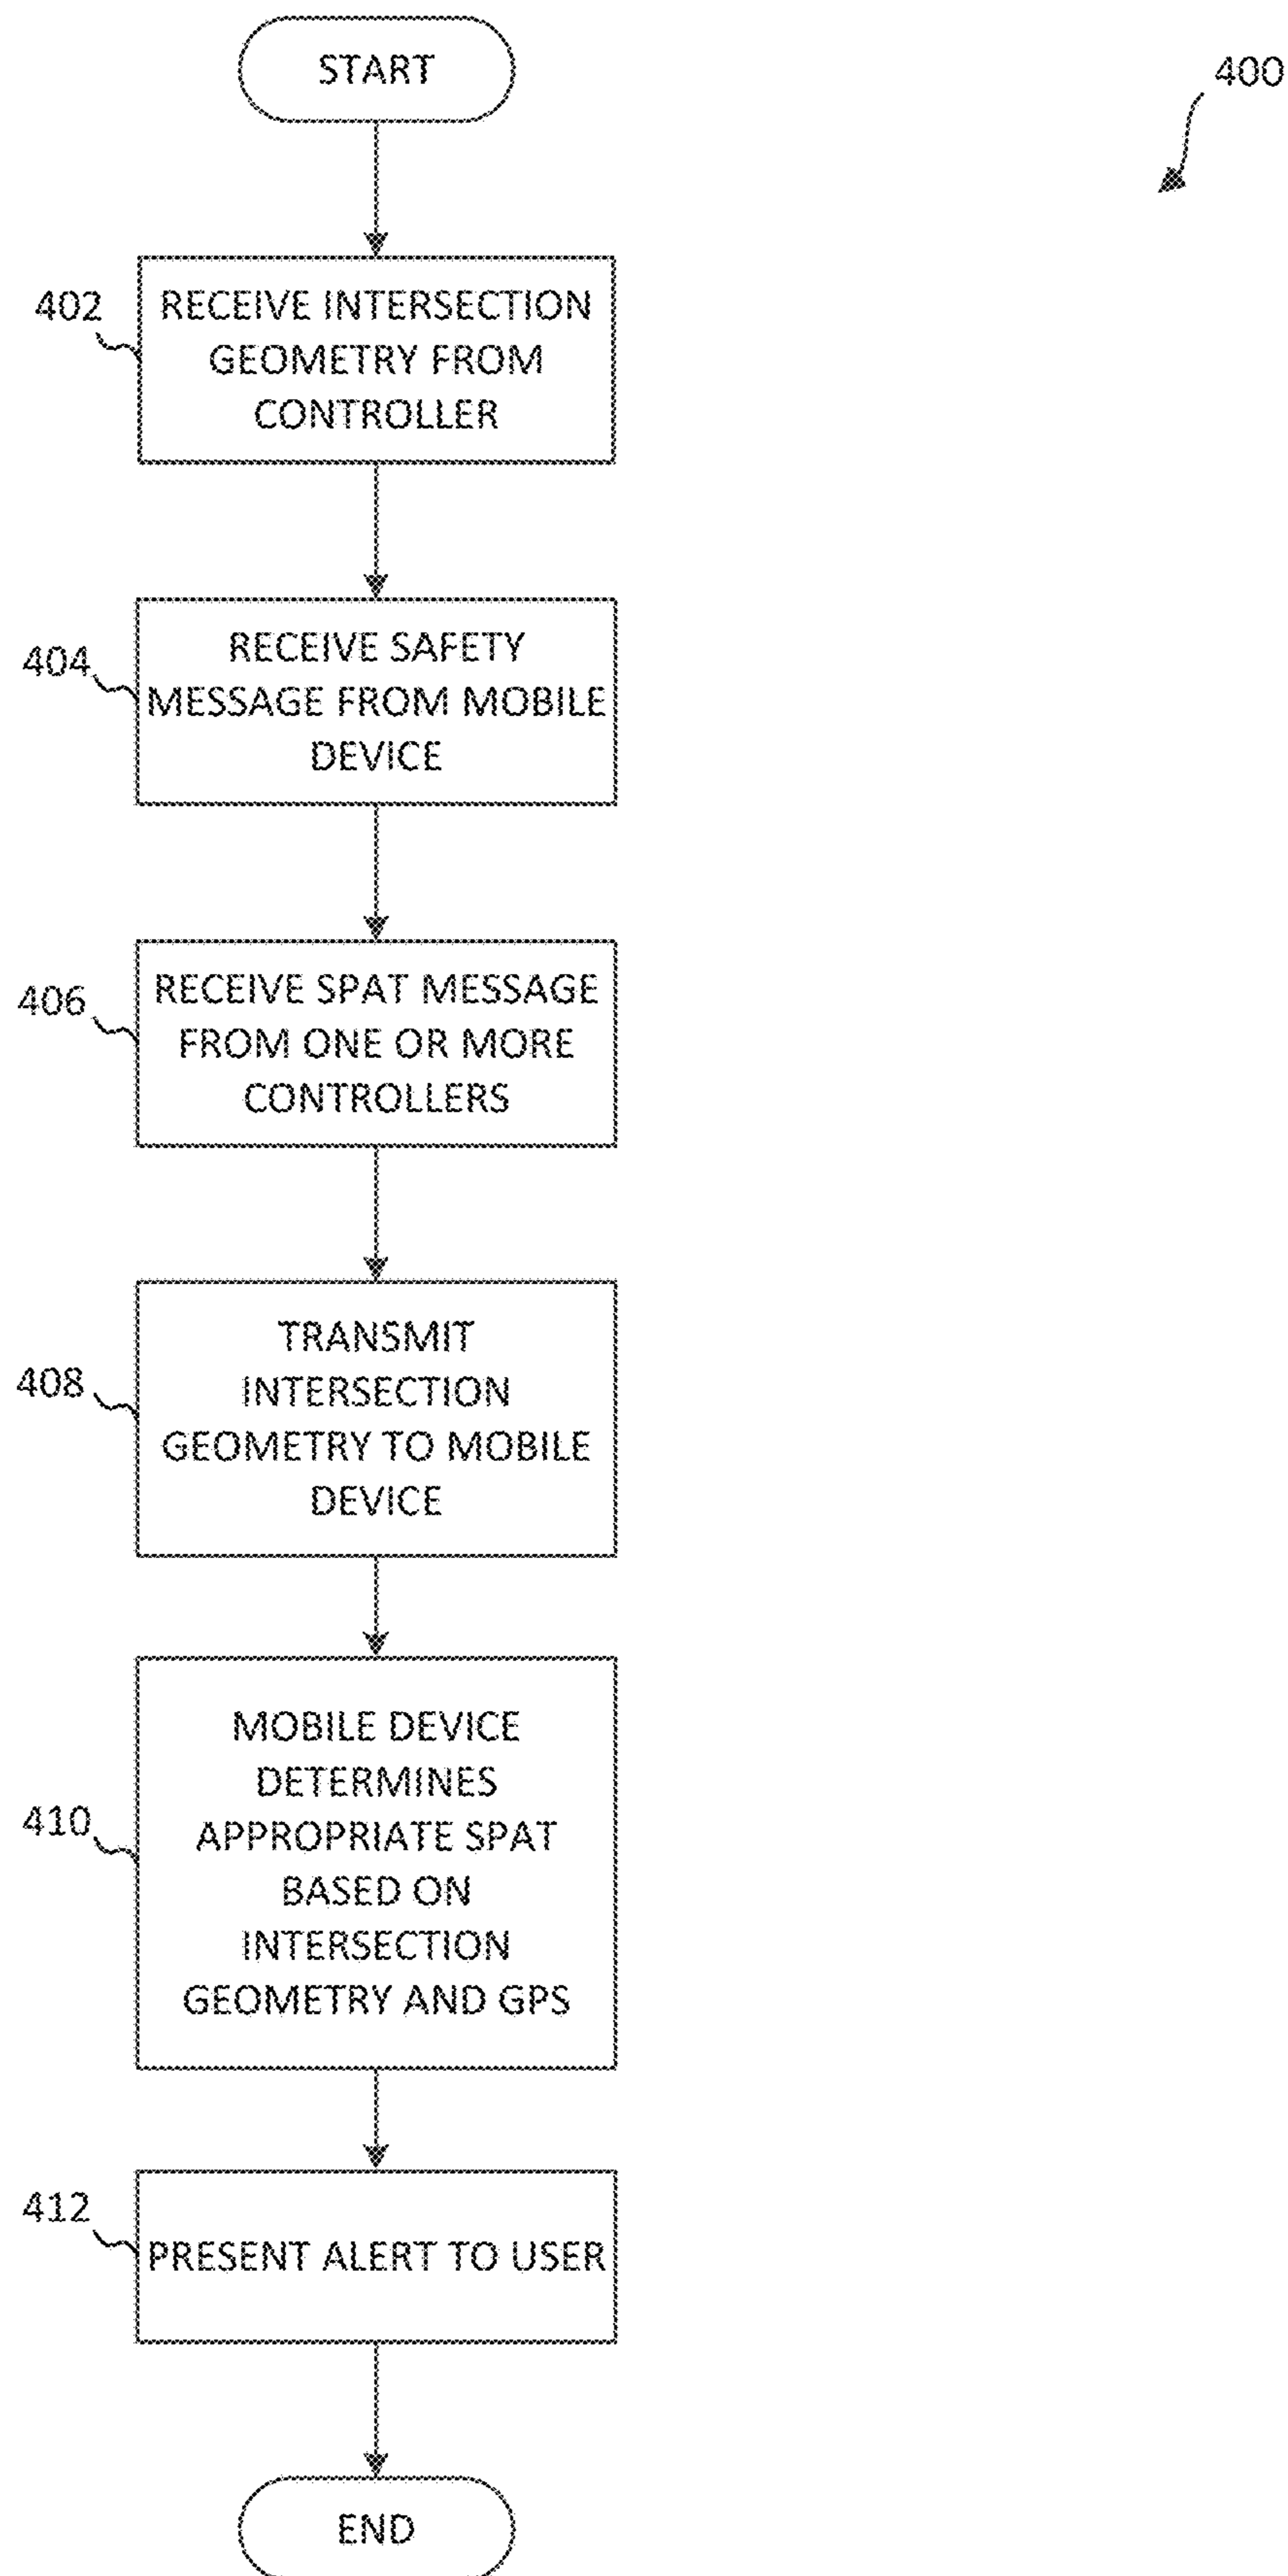 START
400
402
RECEIVE INTERSECTION
GEOMETRY FROM
CONTROLLER
404
RECEIVE SAFETY
MESSAGE FROM MOBILE
DEVICE
406
RECEIVE SPAT MESSAGE
FROM ONE OR MORE
CONTROLLERS
408
TRANSMIT
INTERSECTION
GEOMETRY TO MOBILE
DEVICE
410
MOBILE DEVICE
DETERMINES
APPROPRIATE SPAT
BASED ON
INTERSECTION
GEOMETRY AND GPS
412
PRESENT ALERT TO USER
END